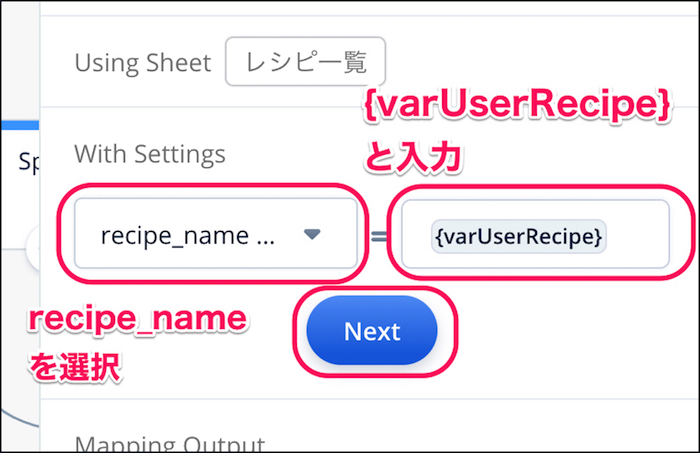 Using Sheet レシピ一覧
{varUserRecipe}
と入力
Sp
With Settings
recipe_name ... = {varUserRecipe}
recipe_name
を選択
Next
Mapping Output